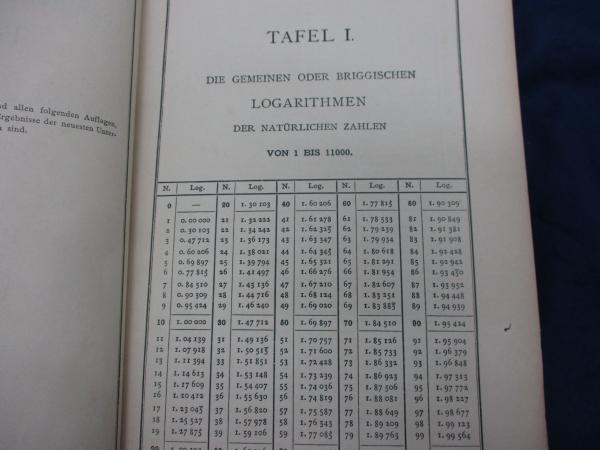 d allen folgenden Auflagen,
Ergebnisse der neuesten Unter-
n sind.
TAFEL I.
DIE GEMEINEN ODER BRIGGISCHEN
LOGARITHMEN
DER NATÜRLICHEN ZAHLEN
VON 1 BIS 11000.
N. Log. N. Log. N. Log. N. Log. N. Log.
0 — 20 1. 30 103 40 1. 60 206 60 1. 77 815 80 1. 90 309
1 0. 00 000 21 1. 32 222 41 1. 61 278 61 1. 78 533 81 1. 90 849
2 0. 30 103 22 1. 34 242 42 1. 62 325 62 1. 79 239 82 1. 91 381
3 0. 47 712 23 1. 36 173 43 1. 63 347 63 1. 79 934 83 1. 91 908
4 0. 60 206 24 1. 38 021 44 1. 64 345 64 1. 80 618 84 1. 92 428
5 0. 69 897 25 1. 39 794 45 1. 65 321 65 1. 81 291 85 1. 92 942
6 0. 77 815 26 1. 41 497 46 1. 66 276 66 1. 81 954 86 1. 93 450
7 0. 84 510 27 1. 43 136 47 1. 67 210 67 1. 82 607 87 1. 93 952
8 0. 90 309 28 1. 44 716 48 1. 68 124 68 1. 83 251 88 1. 94 448
9 0. 95 424 29 1. 46 240 49 1. 69 020 69 1. 83 885 89 1. 94 939
10 1. 00 000 30 1. 47 712 50 1. 69 897 70 1. 84 510 90 1. 95 424
11 1. 04 139 31 1. 49 136 51 1. 70 757 71 1. 85 126 91 1. 95 904
12 1. 07 918 32 1. 50 515 52 1. 71 600 72 1. 85 733 92 1. 96 379
13 1. 11 394 33 1. 51 851 53 1. 72 428 73 1. 86 332 93 1. 96 848
14 1. 14 613 34 1. 53 148 54 1. 73 239 74 1. 86 923 94 1. 97 313
15 1. 17 609 35 1. 54 407 55 1. 74 036 75 1. 87 506 95 1. 97 772
16 1. 20 412 36 1. 55 630 56 1. 74 819 76 1. 88 081 96 1. 98 227
17 1. 23 045 37 1. 56 820 57 1. 75 587 77 1. 88 649 97 1. 98 677
18 1. 25 527 38 1. 57 978 58 1. 76 343 78 1. 89 209 98 1. 99 123
19 1. 27 875 39 1. 59 106 59 1. 77 085 79 1. 89 763 99 1. 99 564